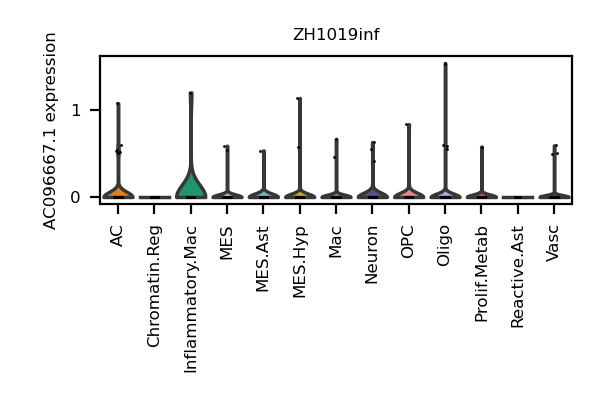 ZH1019inf
AC096667.1 expression
1
0
AC
Chromatin.Reg
Inflammatory.Mac
MES
MES.Ast
MES.Hyp
Mac
Neuron
OPC
Oligo
Prolif.Metab
Reactive.Ast
Vasc